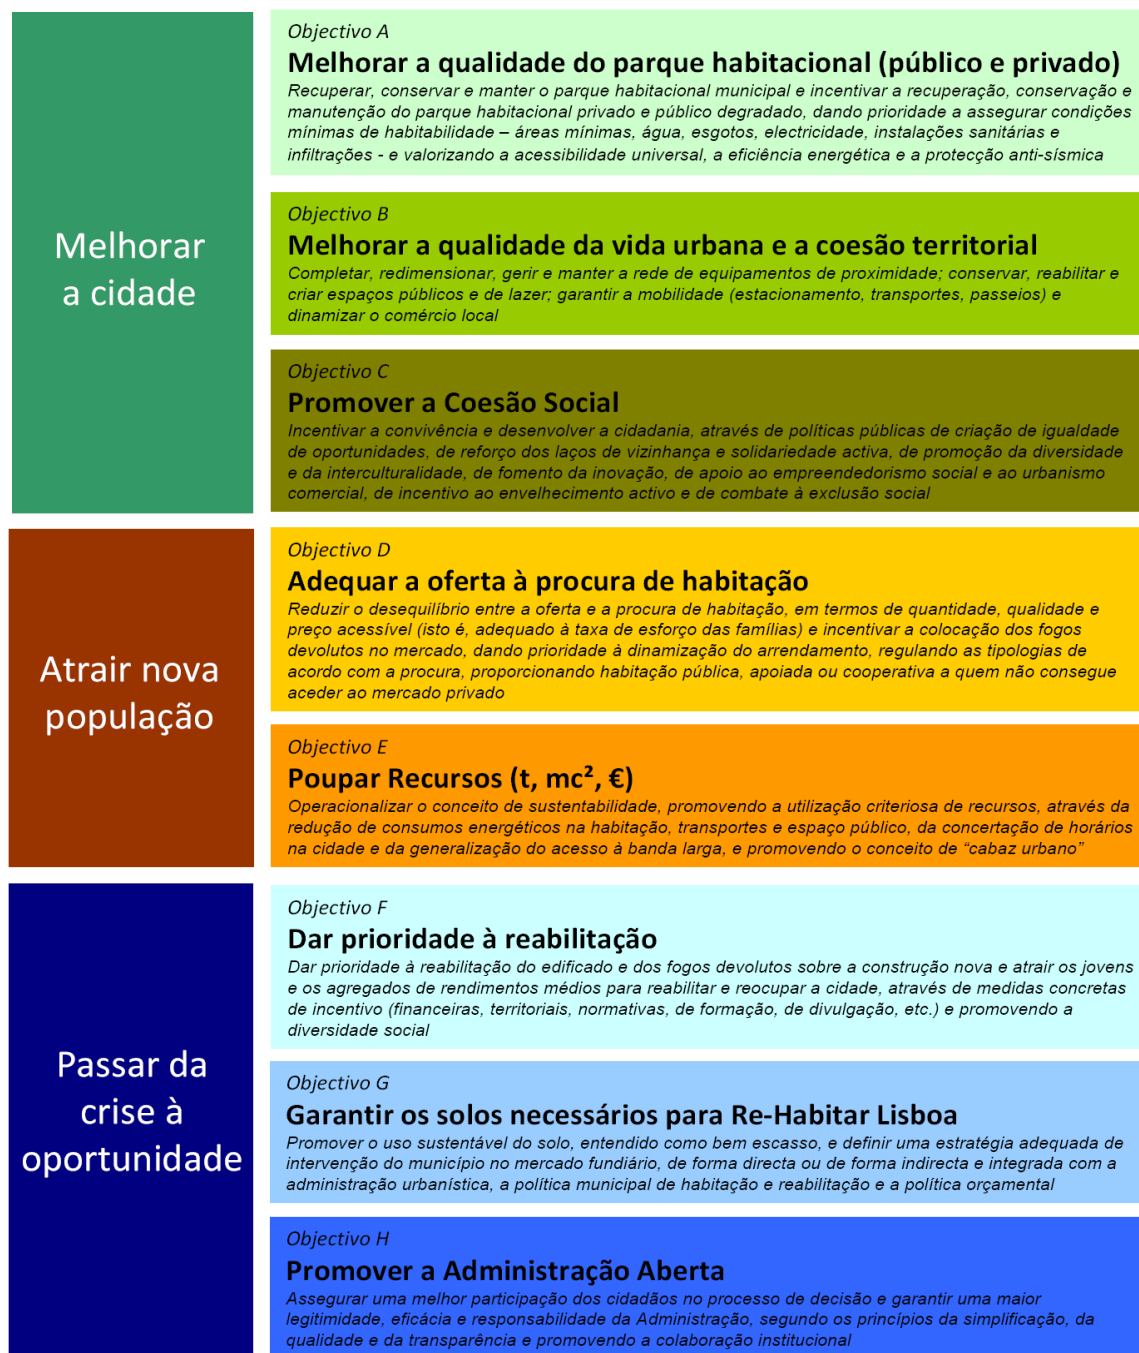 Melhorar
a cidade
Objectivo A
Melhorar a qualidade do parque habitacional (público e privado)
Recuperar, conservar e manter o parque habitacional municipal e incentivar a recuperação, conservação e
manutenção do parque habitacional privado e público degradado, dando prioridade a assegurar condições
mínimas de habitabilidade – áreas mínimas, água, esgotos, electricidade, instalações sanitárias e
infiltrações - e valorizando a acessibilidade universal, a eficiência energética e a protecção anti-sísmica
Objectivo B
Melhorar a qualidade da vida urbana e a coesão territorial
Completar, redimensionar, gerir e manter a rede de equipamentos de proximidade; conservar, reabilitar e
criar espaços públicos e de lazer; garantir a mobilidade (estacionamento, transportes, passeios) e
dinamizar o comércio local
Objectivo C
Promover a Coesão Social
Incentivar a convivência e desenvolver a cidadania, através de políticas públicas de criação de igualdade
de oportunidades, de reforço dos laços de vizinhança e solidariedade activa, de promoção da diversidade
e da interculturalidade, de fomento da inovação, de apoio ao empreendedorismo social e ao urbanismo
comercial, de incentivo ao envelhecimento activo e de combate à exclusão social
Atrair nova
população
Objectivo D
Adequar a oferta à procura de habitação
Reduzir o desequilíbrio entre a oferta e a procura de habitação, em termos de quantidade, qualidade e
preço acessível (isto é, adequado à taxa de esforço das famílias) e incentivar a colocação dos fogos
devolutos no mercado, dando prioridade à dinamização do arrendamento, regulando as tipologias de
acordo com a procura, proporcionando habitação pública, apoiada ou cooperativa a quem não consegue
aceder ao mercado privado
Objectivo E
Poupar Recursos (t, mc², €)
Operacionalizar o conceito de sustentabilidade, promovendo a utilização criteriosa de recursos, através da
redução de consumos energéticos na habitação, transportes e espaço público, da concertação de horários
na cidade e da generalização do acesso à banda larga, e promovendo o conceito de “cabaz urbano”
Passar da
crise à
oportunidade
Objectivo F
Dar prioridade à reabilitação
Dar prioridade à reabilitação do edificado e dos fogos devolutos sobre a construção nova e atrair os jovens
e os agregados de rendimentos médios para reabilitar e reocupar a cidade, através de medidas concretas
de incentivo (financeiras, territoriais, normativas, de formação, de divulgação, etc.) e promovendo a
diversidade social
Objectivo G
Garantir os solos necessários para Re-Habitar Lisboa
Promover o uso sustentável do solo, entendido como bem escasso, e definir uma estratégia adequada de
intervenção do município no mercado fundiário, de forma directa ou de forma indirecta e integrada com a
administração urbanística, a política municipal de habitação e reabilitação e a política orçamental
Objectivo H
Promover a Administração Aberta
Assegurar uma melhor participação dos cidadãos no processo de decisão e garantir uma maior
legitimidade, eficácia e responsabilidade da Administração, segundo os princípios da simplificação, da
qualidade e da transparência e promovendo a colaboração institucional